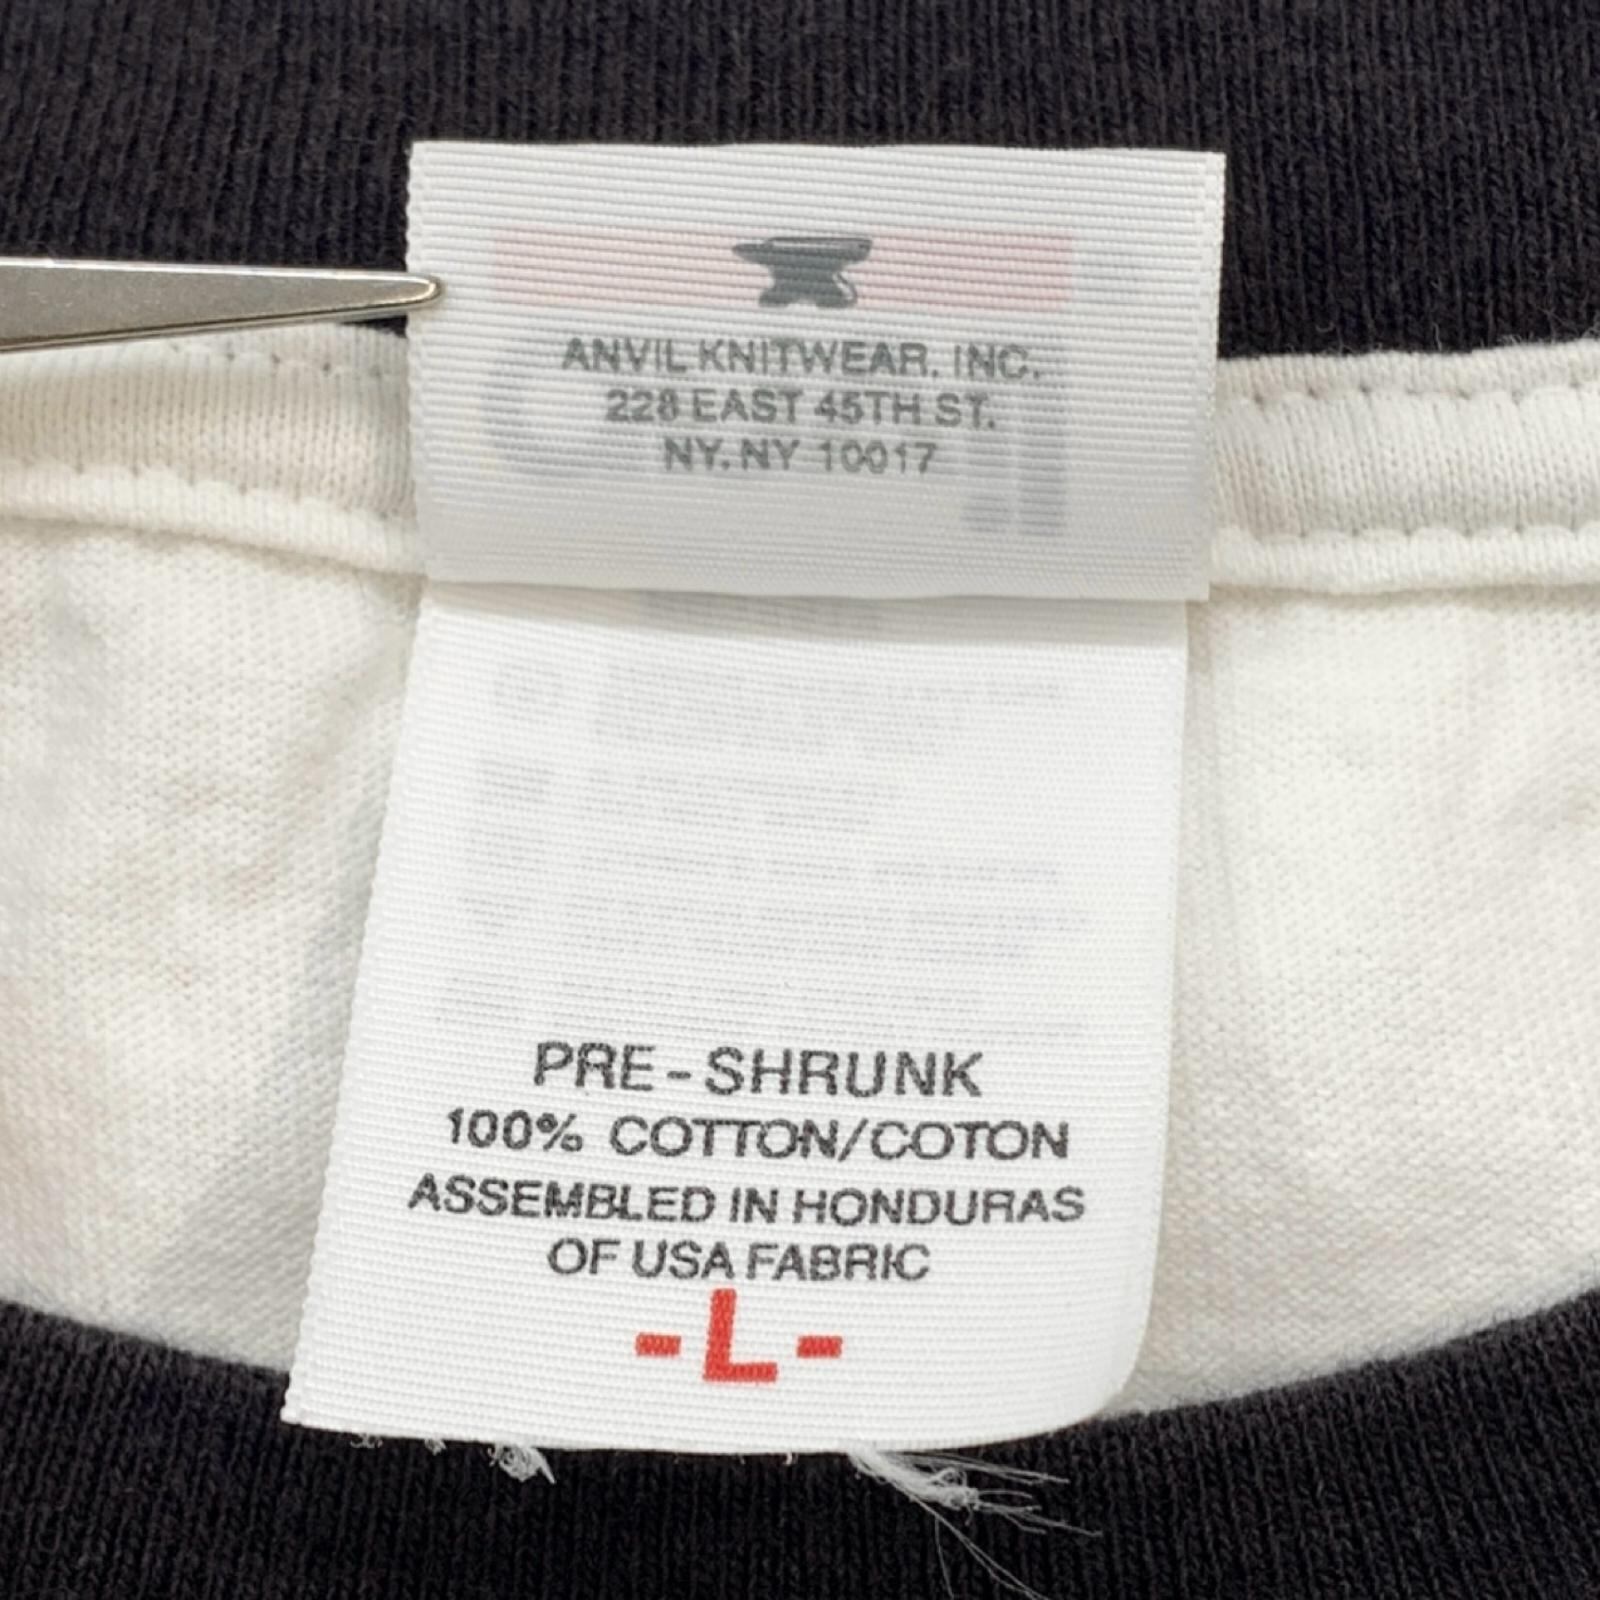 ANVIL KNITWEAR, INC.
228 EAST 45TH ST.
NY, NY 10017
PRE-SHRUNK
100% COTTON/COTON
ASSEMBLED IN HONDURAS
OF USA FABRIC
-L-